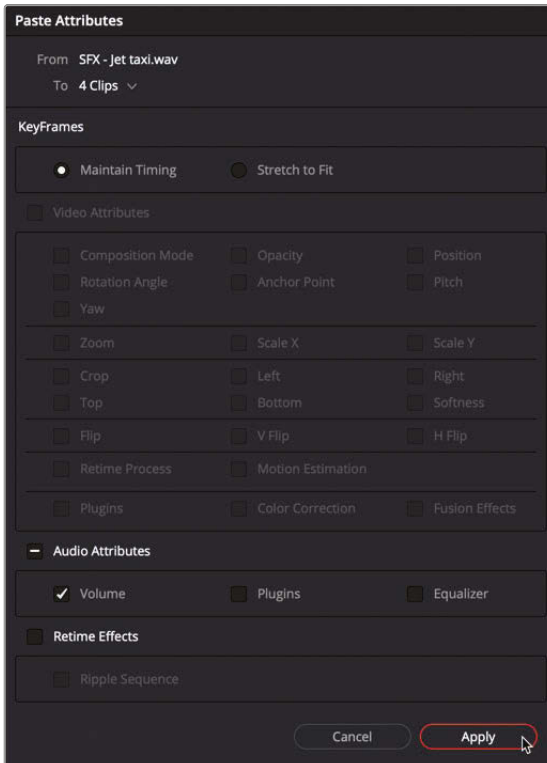 Paste Attributes
From SFX - Jet taxi.wav
To 4 Clips
KeyFrames
Maintain Timing Stretch to Fit
Video Attributes
Composition Mode Opacity Position
Rotation Angle Anchor Point Pitch
Yaw
Zoom Scale X Scale Y
Crop Left Right
Top Bottom Softness
Flip V Flip H Flip
Retime Process Motion Estimation
Plugins Color Correction Fusion Effects
Audio Attributes
Volume Plugins Equalizer
Retime Effects
Ripple Sequence
Cancel Apply